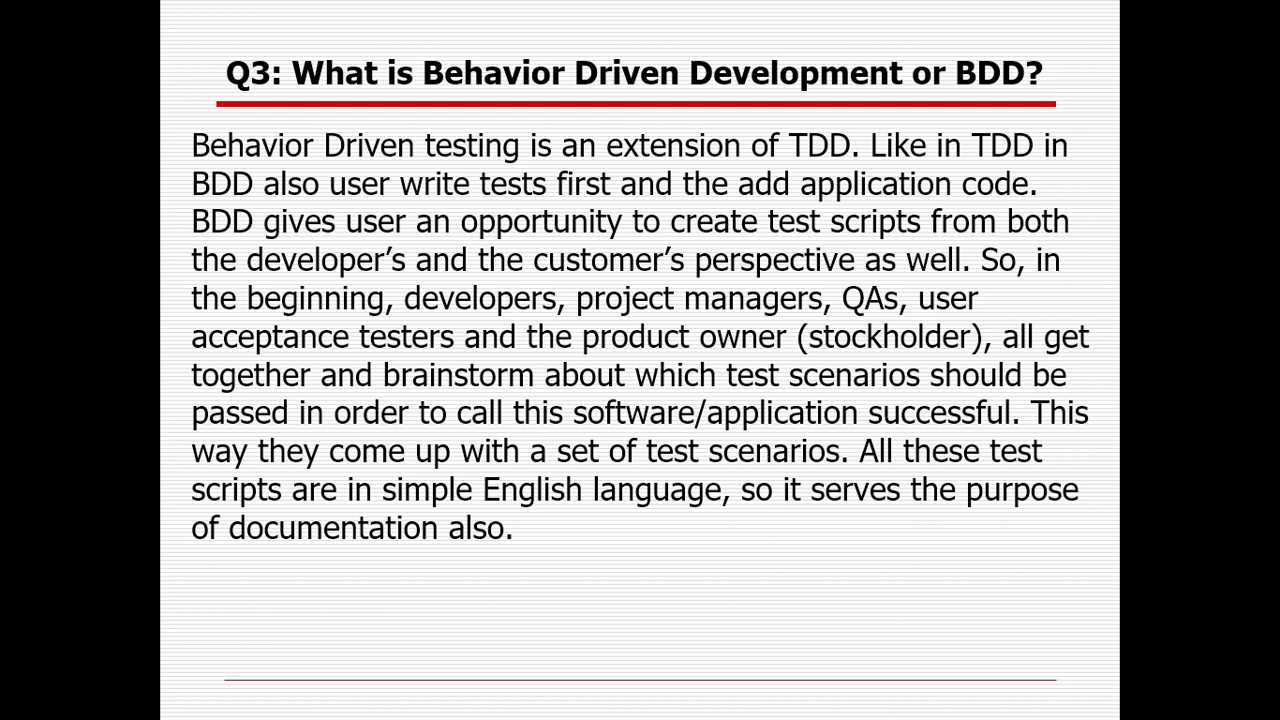 Q3: What is Behavior Driven Development or BDD?
Behavior Driven testing is an extension of TDD. Like in TDD in
BDD also user write tests first and the add application code.
BDD gives user an opportunity to create test scripts from both
the developer’s and the customer’s perspective as well. So, in
the beginning, developers, project managers, QAs, user
acceptance testers and the product owner (stockholder), all get
together and brainstorm about which test scenarios should be
passed in order to call this software/application successful. This
way they come up with a set of test scenarios. All these test
scripts are in simple English language, so it serves the purpose
of documentation also.